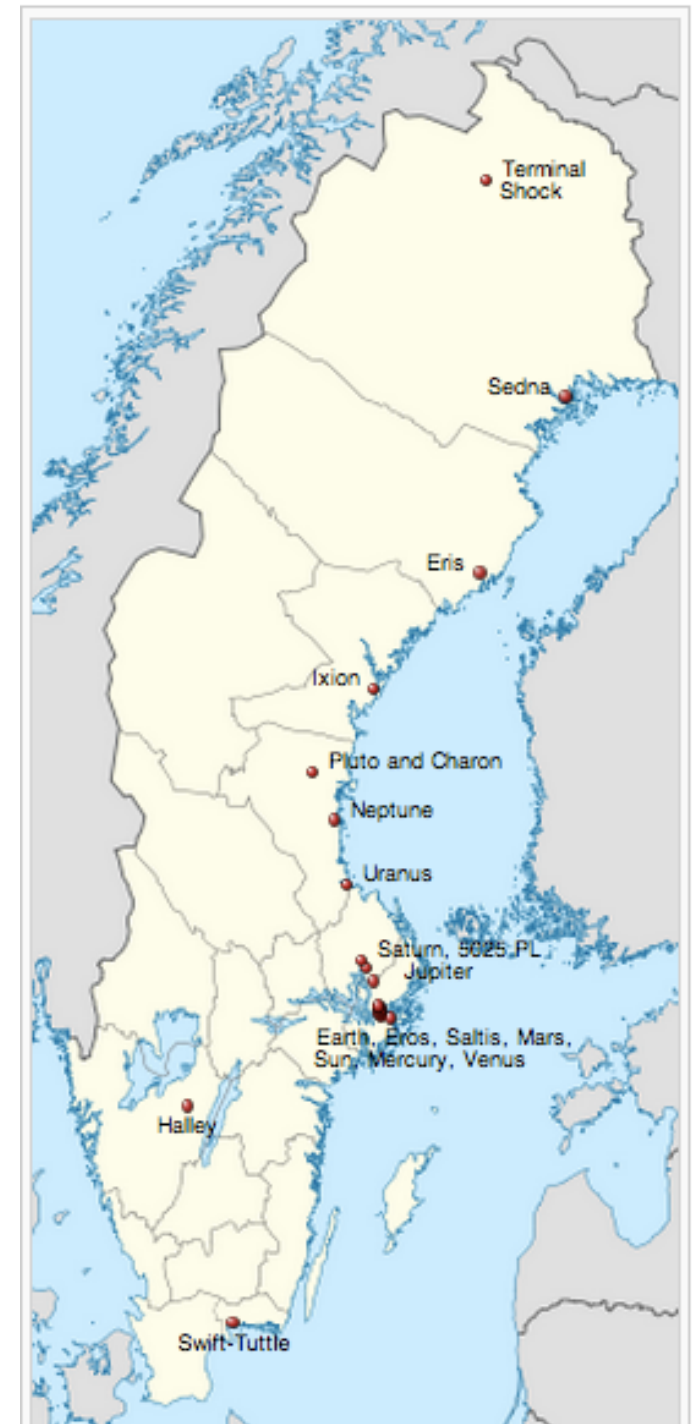 Terminal
Shock
Sedna
Eris
Ixion
Pluto and Charon
Neptune
Uranus
Saturn, 5025 PL
Jupiter
Earth, Eros, Saltis, Mars,
Sun, Mercury, Venus
Halley
Swift-Tuttle